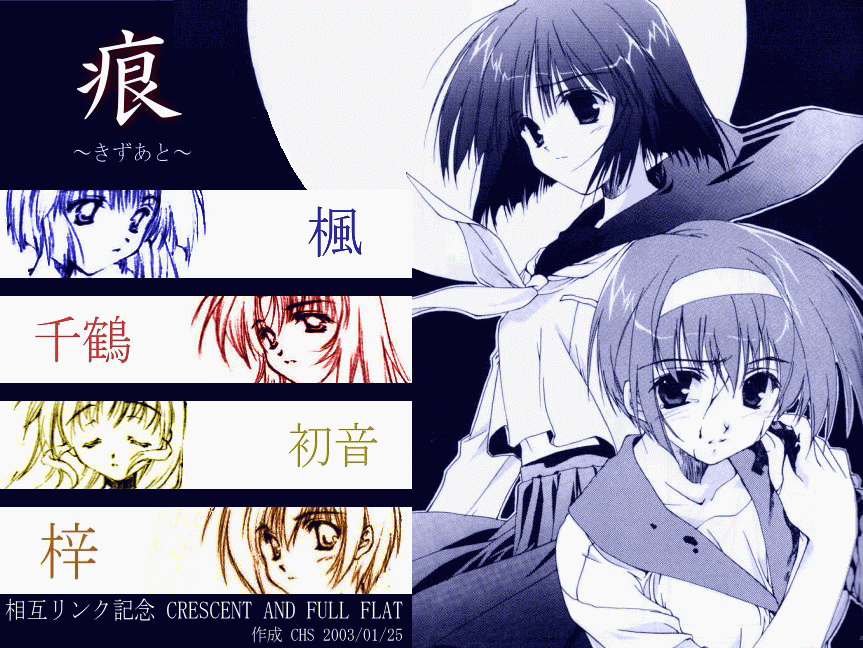 痕
～きずあと～
楓
千鶴
初音
梓
相互リンク記念 CRESCENT AND FULL FLAT
作成 CHS 2003/01/25